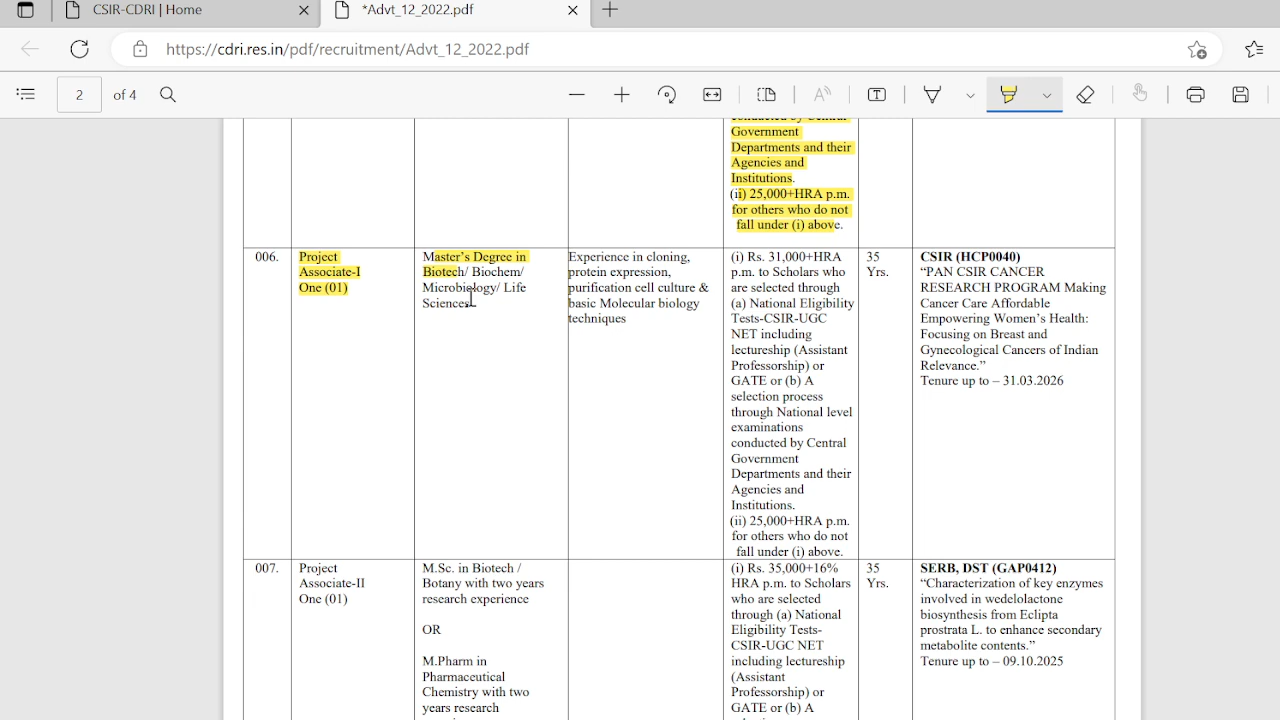 CSIR-CDRI | Home
*Advt_12_2022.pdf
https://cdri.res.in/pdf/recruitment/Advt_12_2022.pdf
2 of 4
conducted by Central
Government
Departments and their
Agencies and
Institutions.
(ii) 25,000+HRA p.m.
for others who do not
fall under (i) above.
006.
Project
Associate-I
One (01)
Master's Degree in
Biotech/ Biochem/
Microbiology/ Life
Sciences
Experience in cloning,
protein expression,
purification cell culture &
basic Molecular biology
techniques
(i) Rs. 31,000+HRA
p.m. to Scholars who
are selected through
(a) National Eligibility
Tests-CSIR-UGC
NET including
lectureship (Assistant
Professorship) or
GATE or (b) A
selection process
through National level
examinations
conducted by Central
Government
Departments and their
Agencies and
Institutions.
(ii) 25,000+HRA p.m.
for others who do not
fall under (i) above.
35
Yrs.
CSIR (HCP0040)
"PAN CSIR CANCER
RESEARCH PROGRAM Making
Cancer Care Affordable
Empowering Women's Health:
Focusing on Breast and
Gynecological Cancers of Indian
Relevance."
Tenure up to – 31.03.2026
007.
Project
Associate-II
One (01)
M.Sc. in Biotech /
Botany with two years
research experience
OR
M.Pharm in
Pharmaceutical
Chemistry with two
years research
(i) Rs. 35,000+16%
HRA p.m. to Scholars
who are selected
through (a) National
Eligibility Tests-
CSIR-UGC NET
including lectureship
(Assistant
Professorship) or
GATE or (b) A
35
Yrs.
SERB, DST (GAP0412)
"Characterization of key enzymes
involved in wedelolactone
biosynthesis from Eclipta
prostrata L. to enhance secondary
metabolite contents."
Tenure up to – 09.10.2025